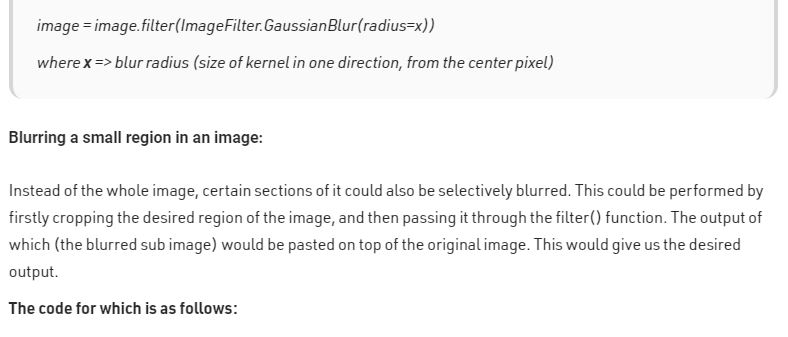 image = image.filter(ImageFilter.GaussianBlur(radius=x))
where x => blur radius (size of kernel in one direction, from the center pixel)
Blurring a small region in an image:
Instead of the whole image, certain sections of it could also be selectively blurred. This could be performed by
firstly cropping the desired region of the image, and then passing it through the filter() function. The output of
which (the blurred sub image) would be pasted on top of the original image. This would give us the desired
output.
The code for which is as follows: